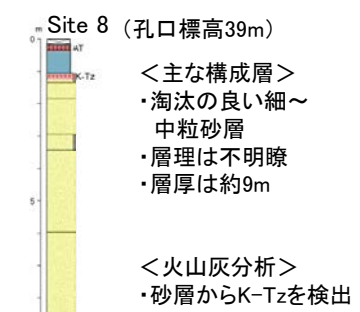 Site 8（孔口標高39m）
m
0
AT
K-Tz
5
＜主な構成層＞
・淘汰の良い細～
中粒砂層
・層理は不明瞭
・層厚は約9m
＜火山灰分析＞
・砂層からK-Tzを検出